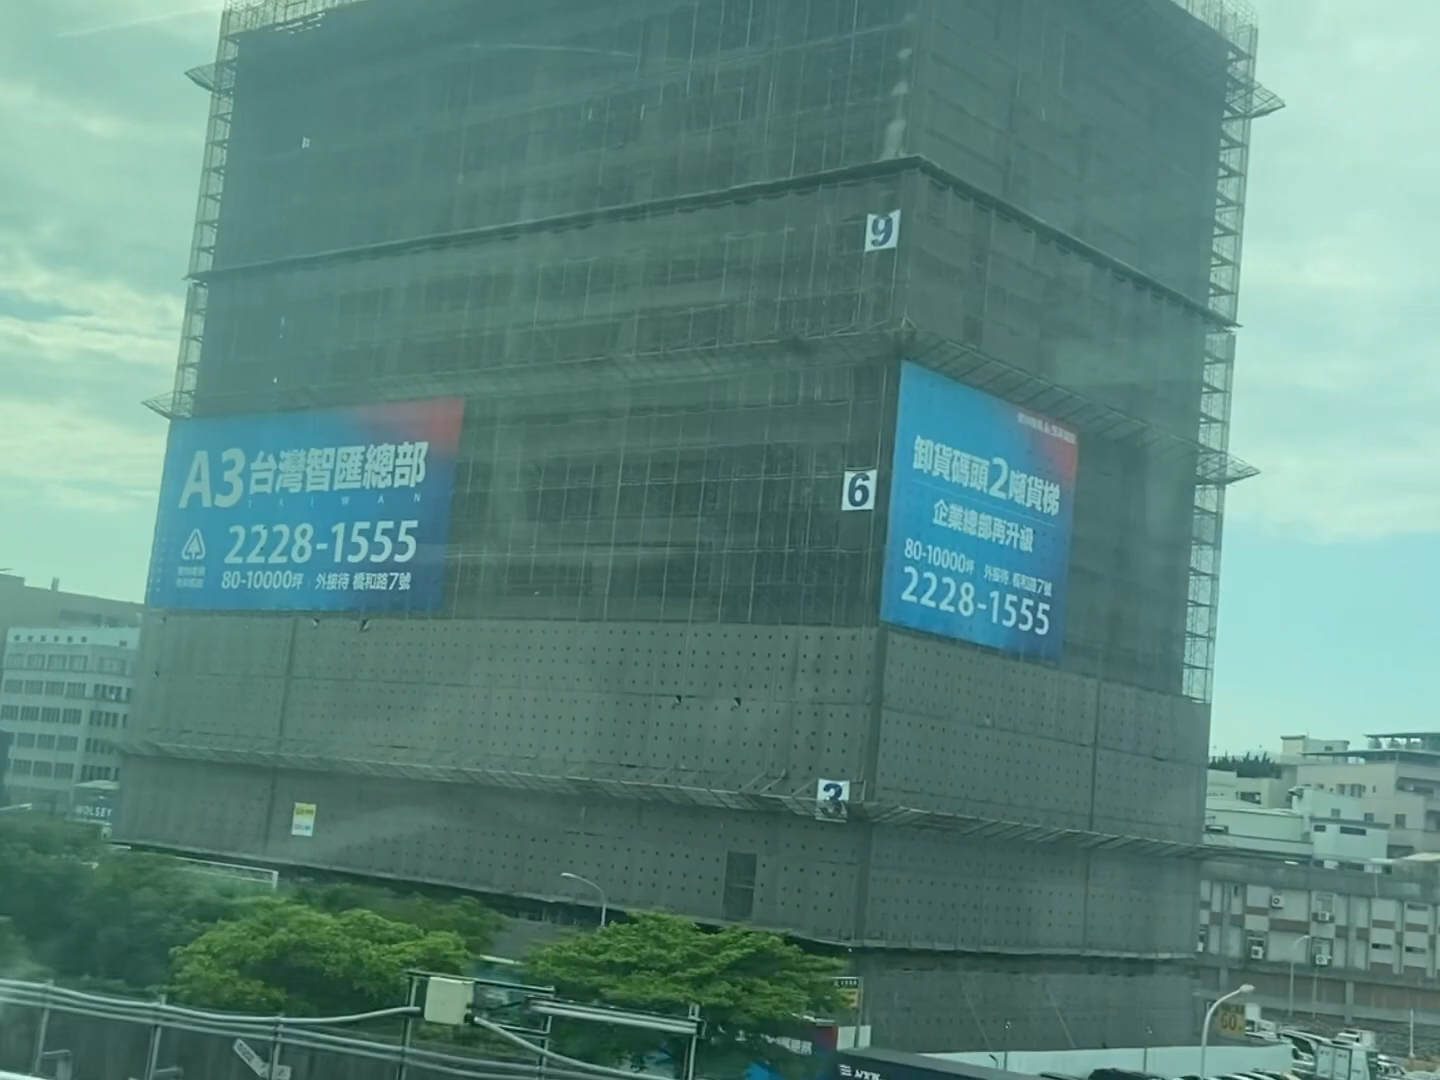 9
6
3
A3台灣智匯總部
TAIWAN
2228-1555
80-10000坪 外接待 橋和路7號
卸貨碼頭2噸貨梯
企業總部再升級
80-10000坪 外接待 橋和路7號
2228-1555
WOLSEY